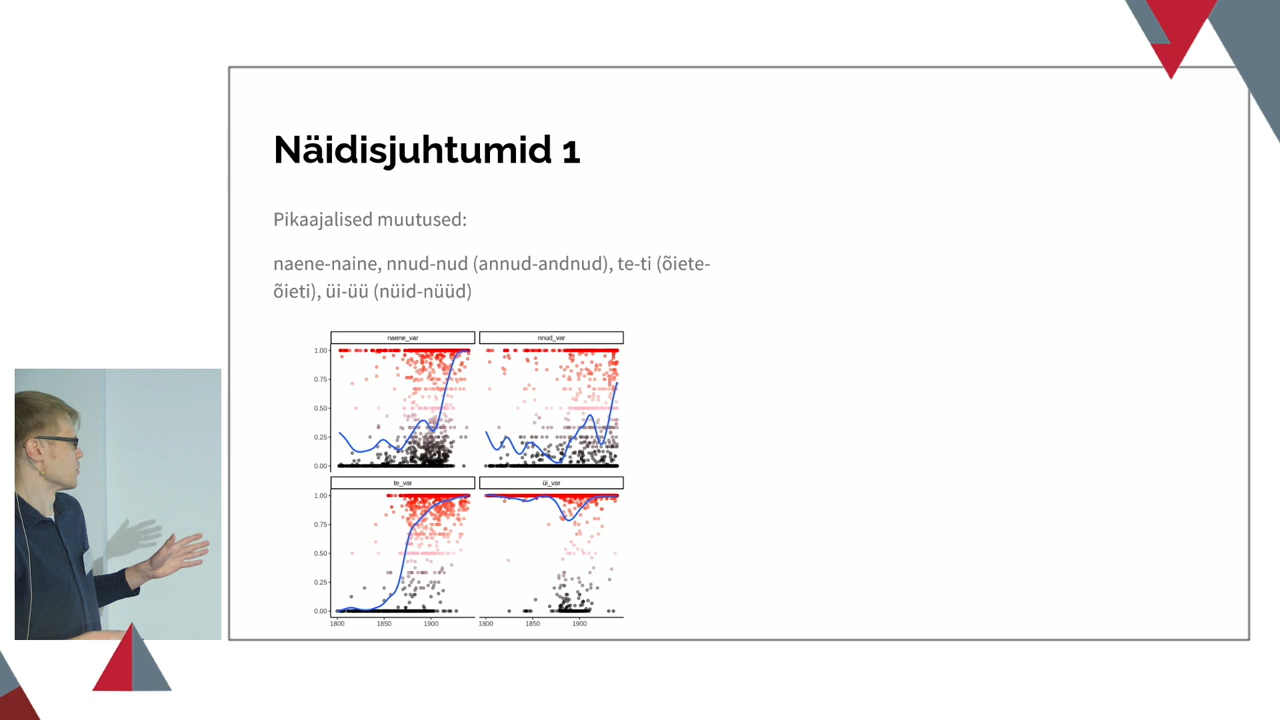 Näidisjuhtumid 1
Pikaajalised muutused:
naene-naine, nnud-nud (annud-andnud), te-ti (õiete-
õieti), üi-üü (nüid-nüüd)
naene_var nnud_var
1.00
0.75
0.50
0.25
0.00
te_var üi_var
1.00
0.75
0.50
0.25
0.00
1800 1850 1900 1800 1850 1900